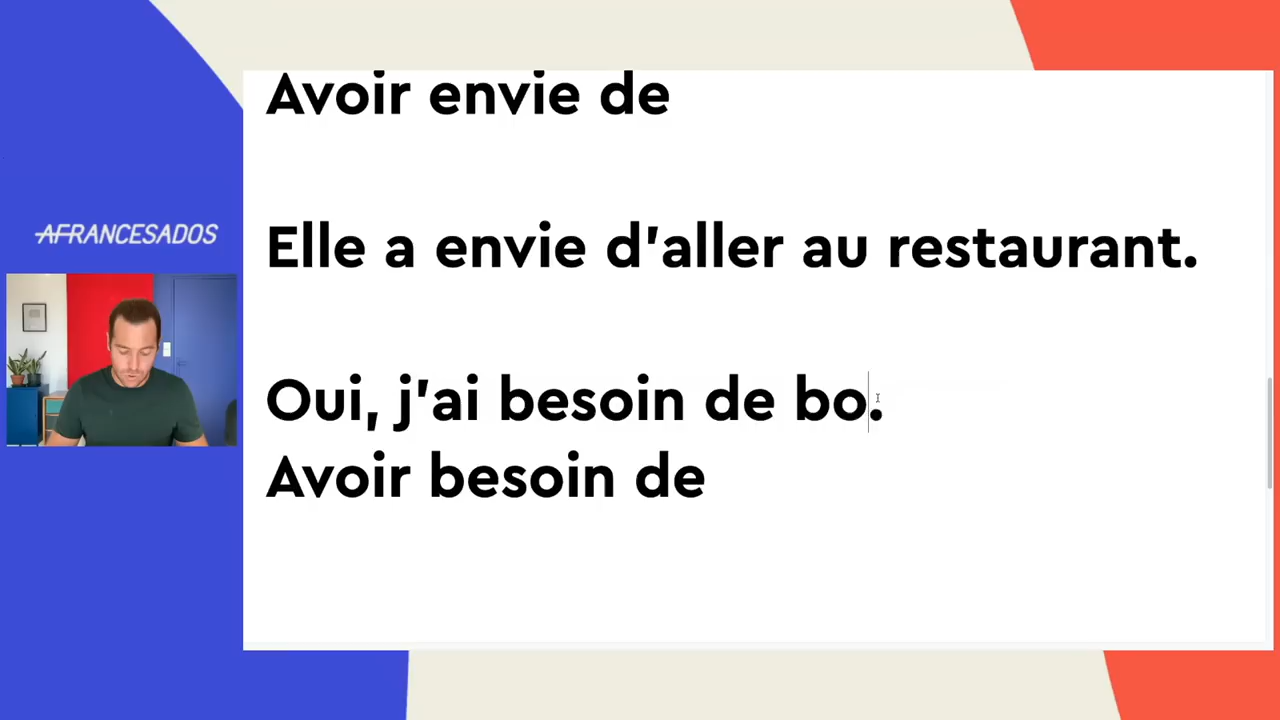 Avoir envie de
AFRANCESADOS
Elle a envie d'aller au restaurant.
Oui, j'ai besoin de bo.
Avoir besoin de